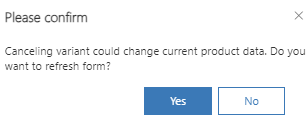 Please confirm
Canceling variant could change current product data. Do you
want to refresh form?
Yes
No